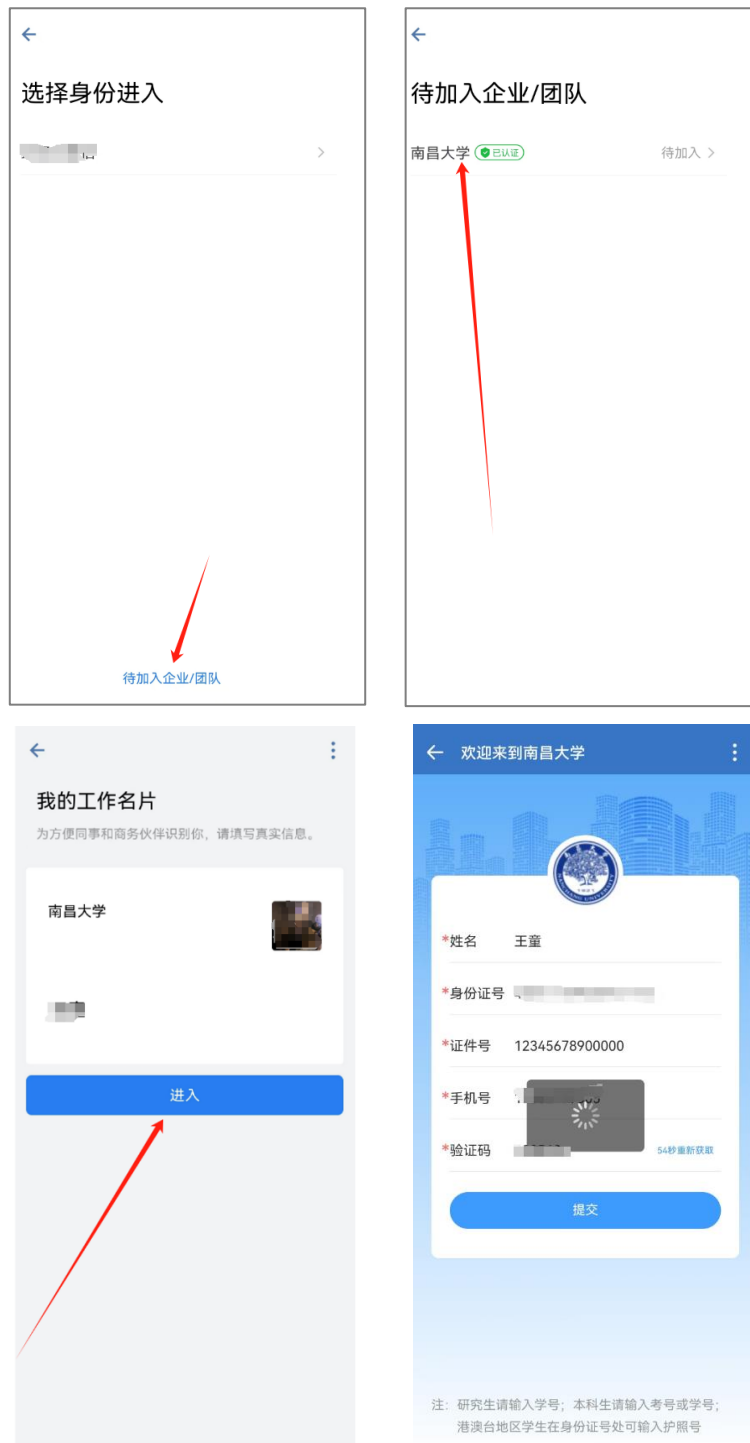 选择身份进入
待加入企业/团队
待加入企业/团队
南昌大学
已认证
待加入
我的工作名片
为方便同事和商务伙伴识别你，请填写真实信息。
南昌大学
进入
欢迎来到南昌大学
*姓名 王童
*身份证号
*证件号 12345678900000
*手机号
*验证码
54秒重新获取
提交
注：研究生请输入学号；本科生请输入考号或学号；
港澳台地区学生在身份证号处可输入护照号